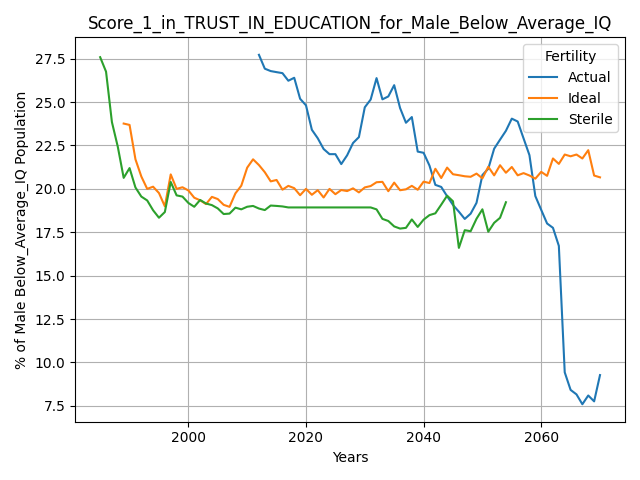 Score_1_in_TRUST_IN_EDUCATION_for_Male_Below_Average_IQ
% of Male Below_Average_IQ Population
27.5
25.0
22.5
20.0
17.5
15.0
12.5
10.0
7.5
Fertility
Actual
Ideal
Sterile
2000
2020
2040
2060
Years